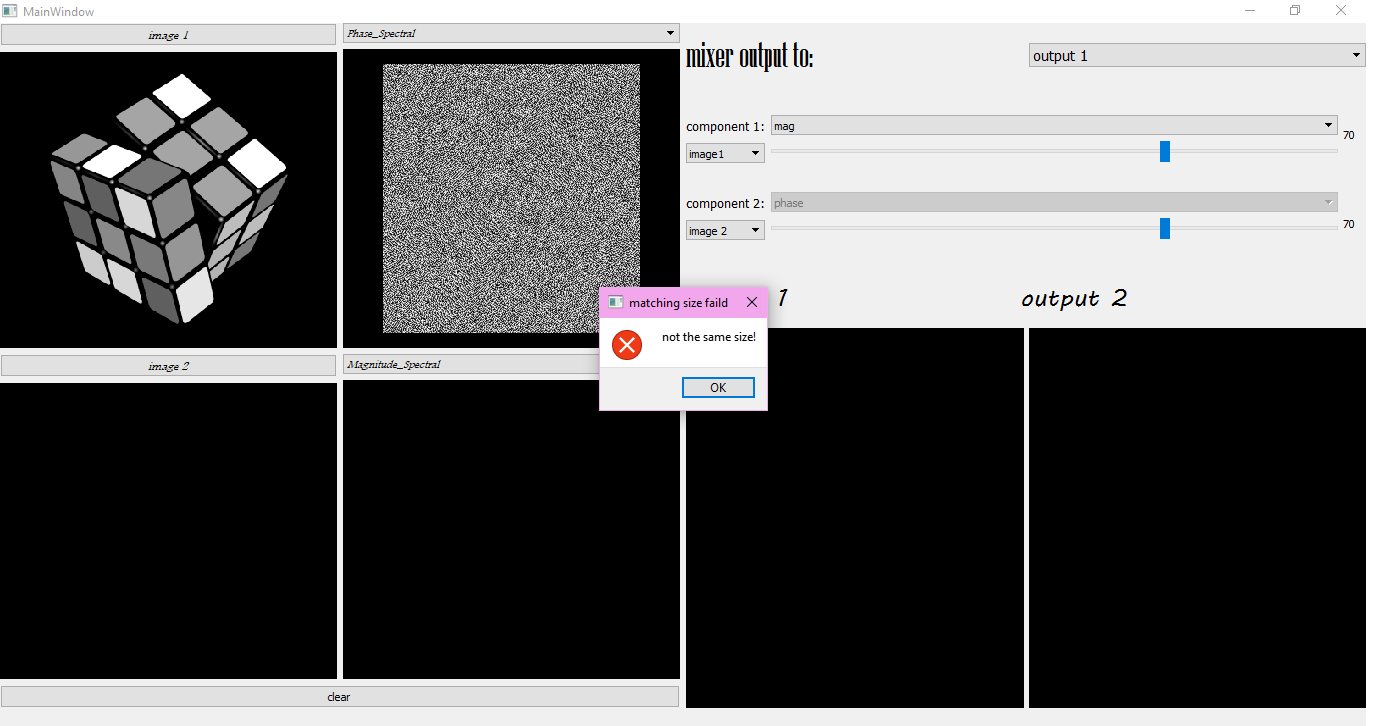 MainWindow
image 1
Phase_Spectral
mixer output to:
output 1
component 1:
mag
70
image1
component 2:
phase
70
image 2
matching size faild
not the same size!
OK
1
output 2
image 2
Magnitude_Spectral
clear